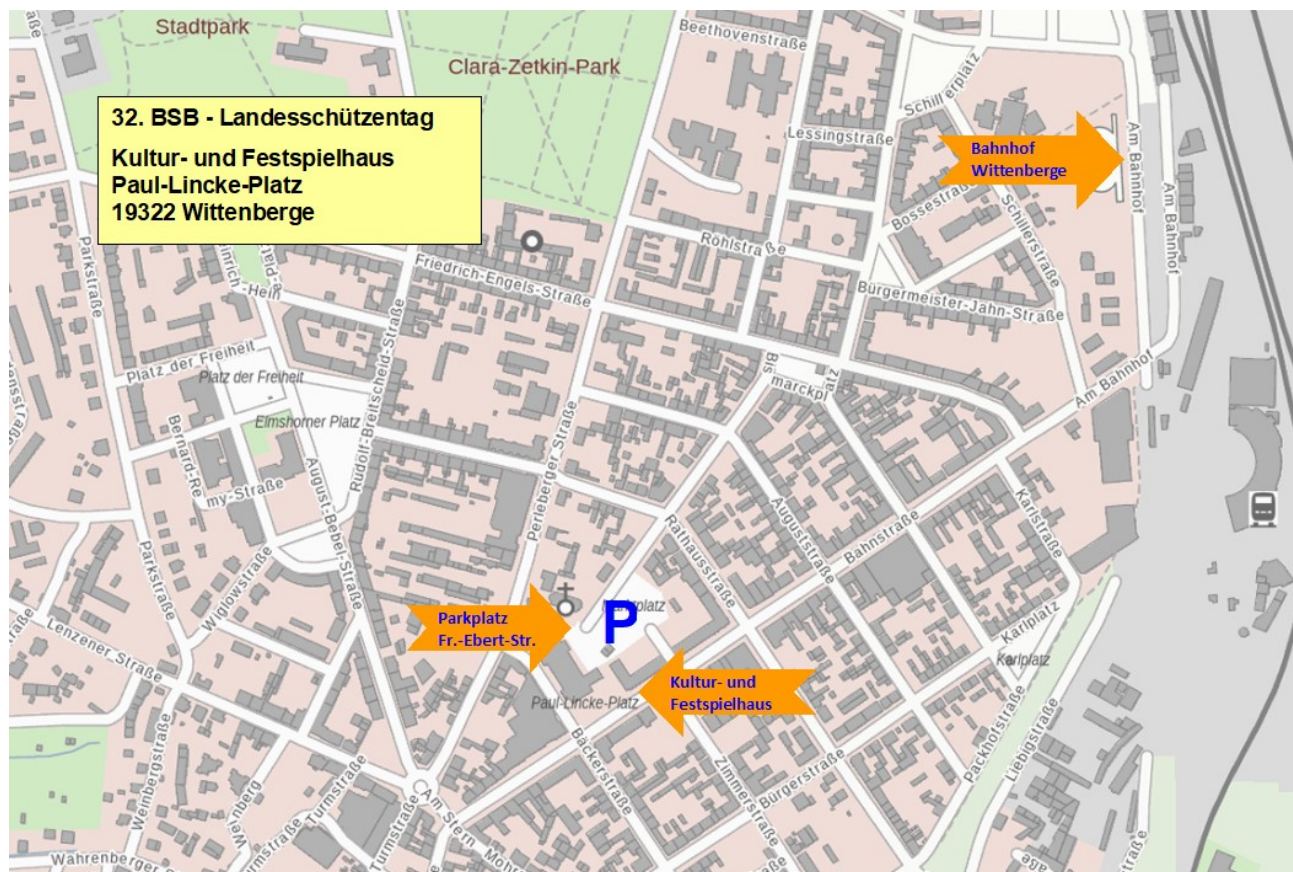 Stadtpark
Clara-Zetkin-Park
32. BSB - Landesschützentag
Kultur- und Festspielhaus
Paul-Lincke-Platz
19322 Wittenberge
Beethovenstraße
Schillerplatz
Lessingstraße
Bahnhof
Wittenberge
Am Bahnhof
Am Bahnhof
Bossestraße
Schillerstraße
Röhlstraße
Parkstraße
Friedrich-Engels-Straße
Bürgermeister-Jahn-Straße
Platz der Freiheit
Platz der Freiheit
Elmshorner Platz
Rudolf-Breitscheid-Straße
Bismarckplatz
Am Bahnhof
Bernard-Remy-Straße
August-Bebel-Straße
Perleberger Straße
Rathausstraße
Auguststraße
Bahnstraße
Karlstraße
Parkstraße
Wiglowstraße
Lenzener Straße
Parkplatz
Fr.-Ebert-Str.
P
Karlplatz
Karlplatz
Kultur- und
Festspielhaus
Paul-Lincke-Platz
Bäckerstraße
Zimmerstraße
Bürgerstraße
Packhofstraße
Liebigstraße
Weinbergstraße
Weinberg
Turmstraße
Turmstraße
Am Stern
Wahrenberger